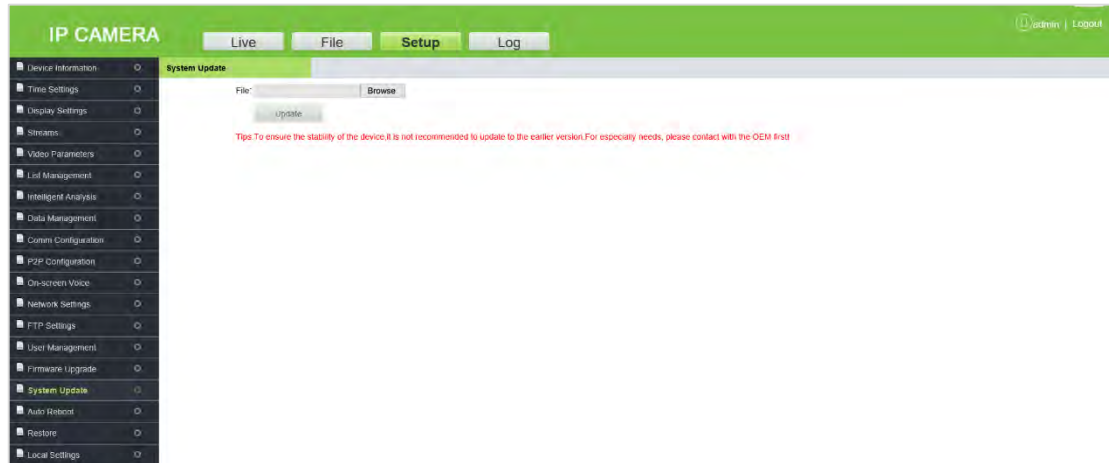 IP CAMERA
Live File Setup Log
admin | Logout
Device Information
Time Settings
Display Settings
Streams
Video Parameters
List Management
Intelligent Analysis
Data Management
Comm Configuration
P2P Configuration
On-screen Voice
Network Settings
FTP Settings
User Management
Firmware Upgrade
System Update
Auto Reboot
Restore
Local Settings
System Update
File: Browse
Update
Tips:To ensure the stability of the device,it is not recommended to update to the earlier version.For especially needs, please contact with the OEM first!